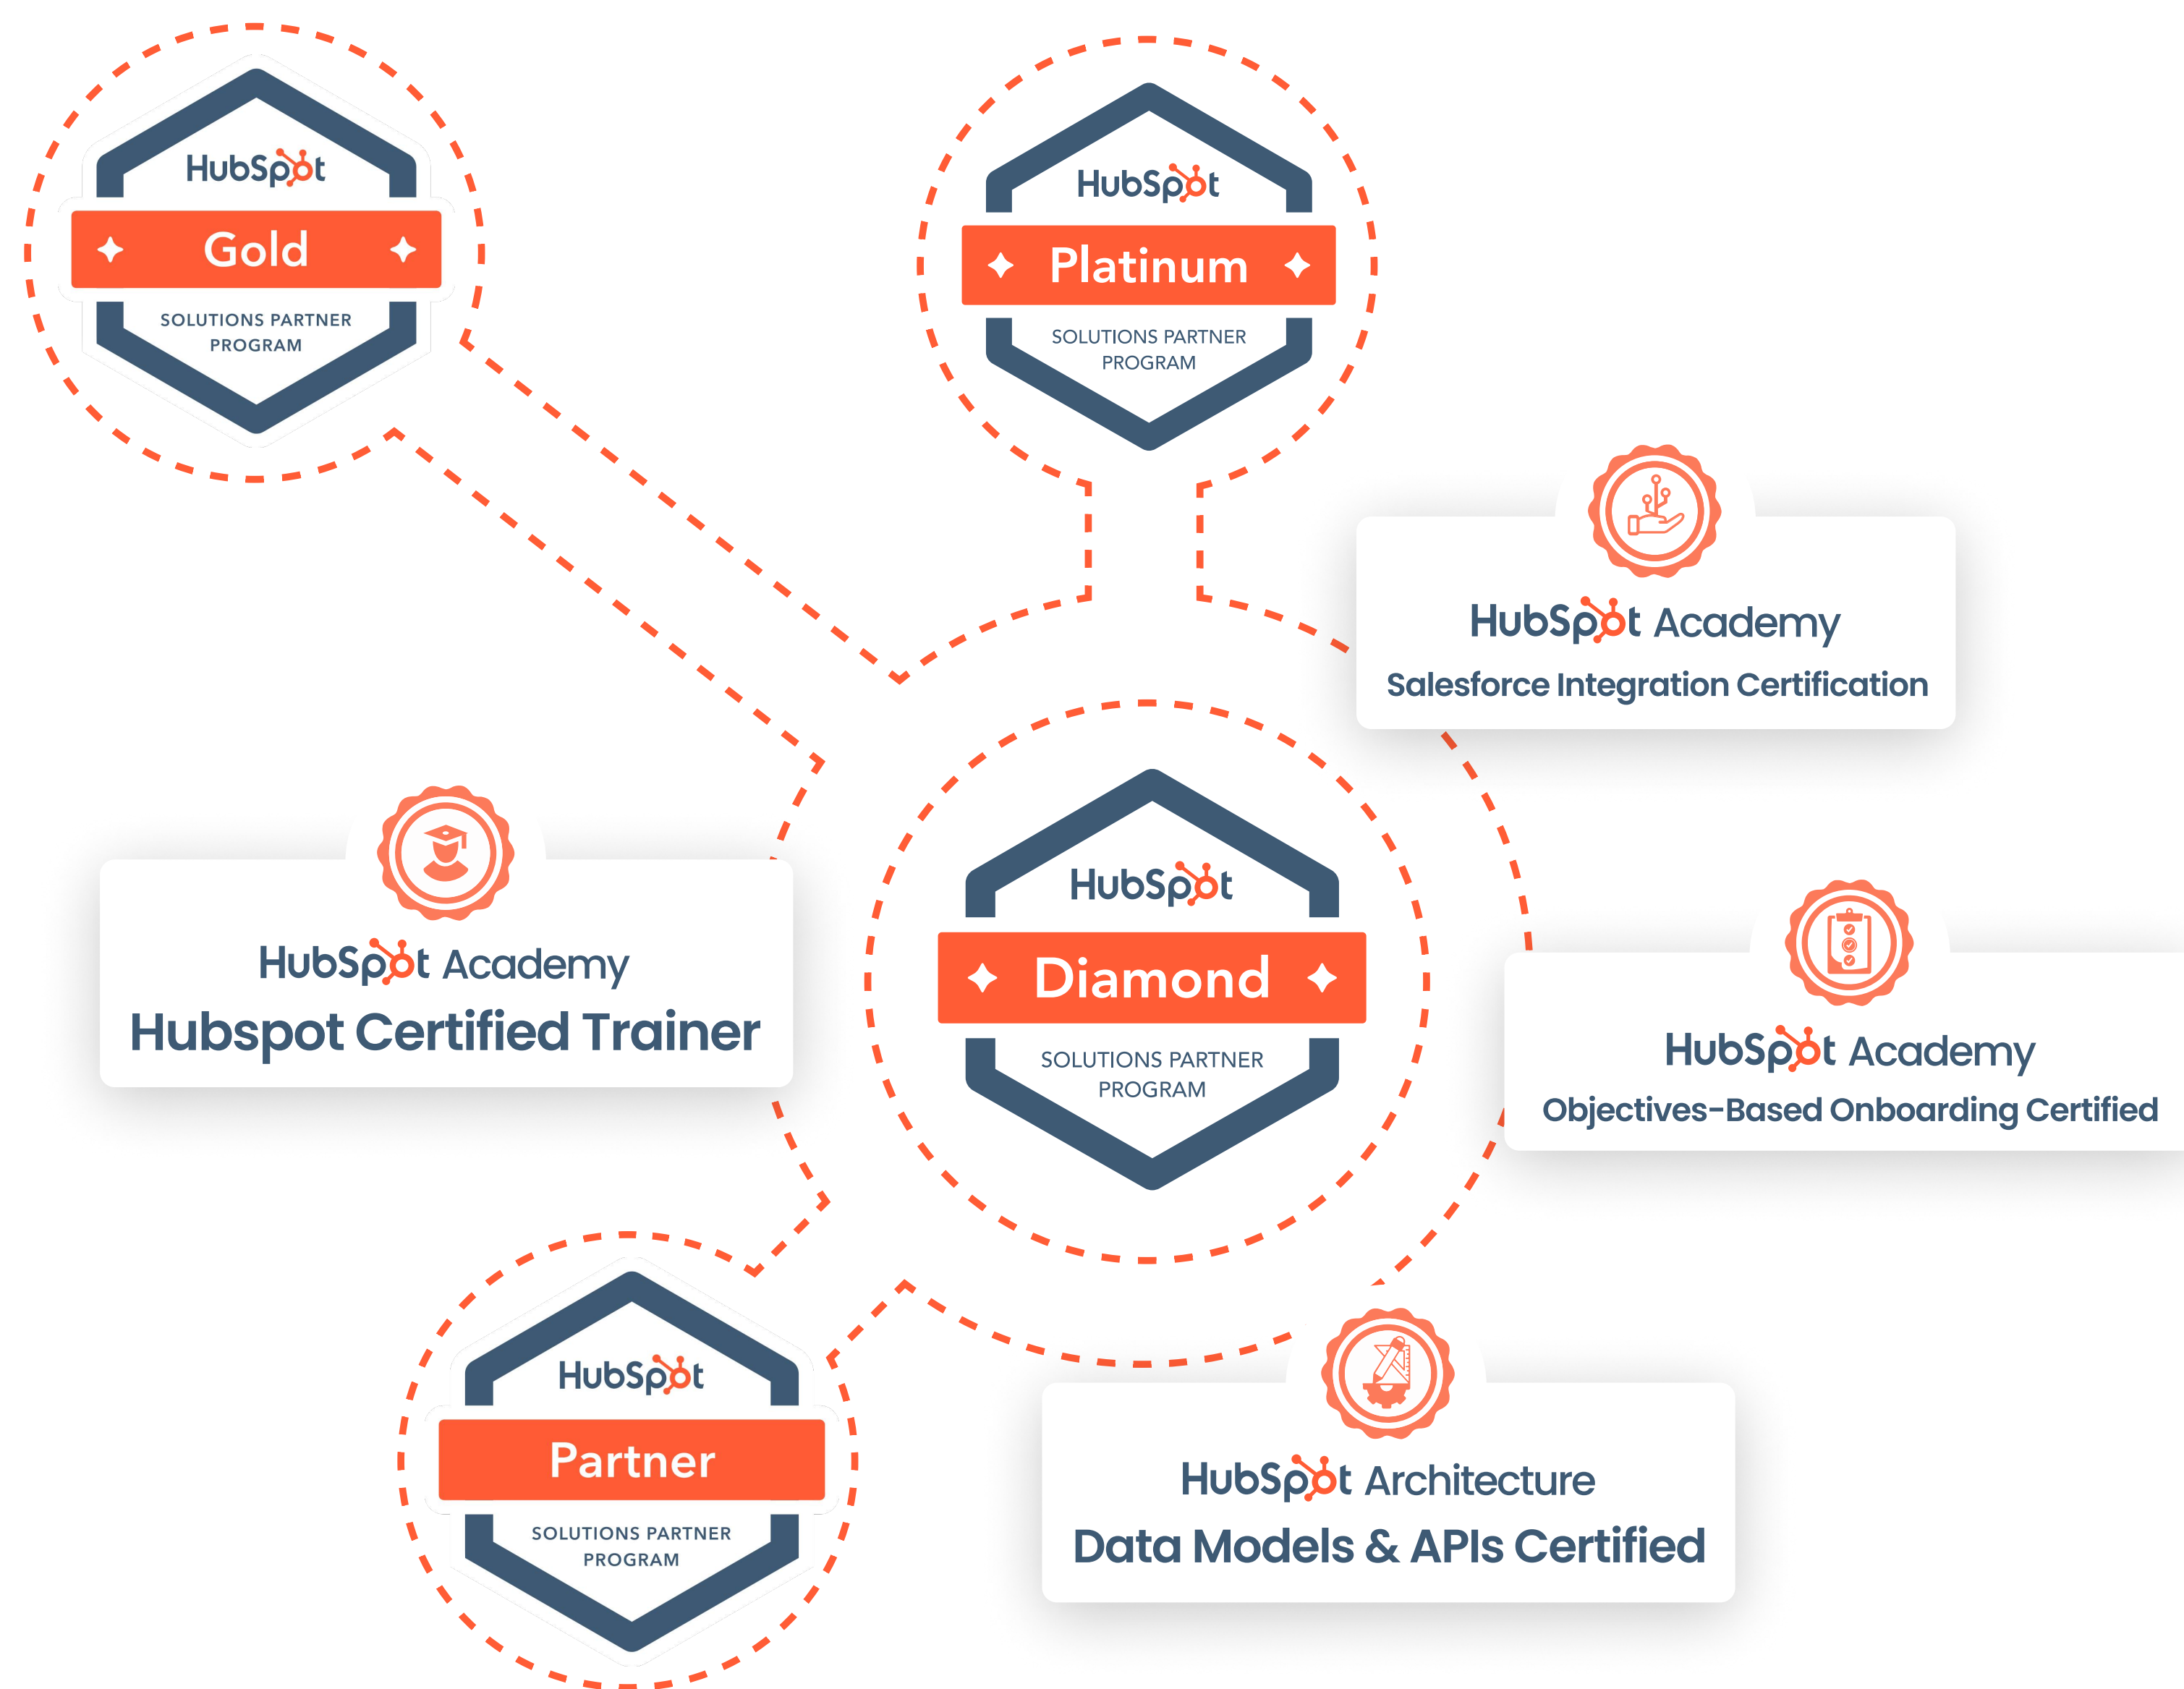 HubSpot
Gold
SOLUTIONS PARTNER
PROGRAM
HubSpot
Platinum
SOLUTIONS PARTNER
PROGRAM
HubSpot Academy
Salesforce Integration Certification
HubSpot Academy
Hubspot Certified Trainer
HubSpot
Diamond
SOLUTIONS PARTNER
PROGRAM
HubSpot Academy
Objectives-Based Onboarding Certified
HubSpot
Partner
SOLUTIONS PARTNER
PROGRAM
HubSpot Architecture
Data Models & APIs Certified